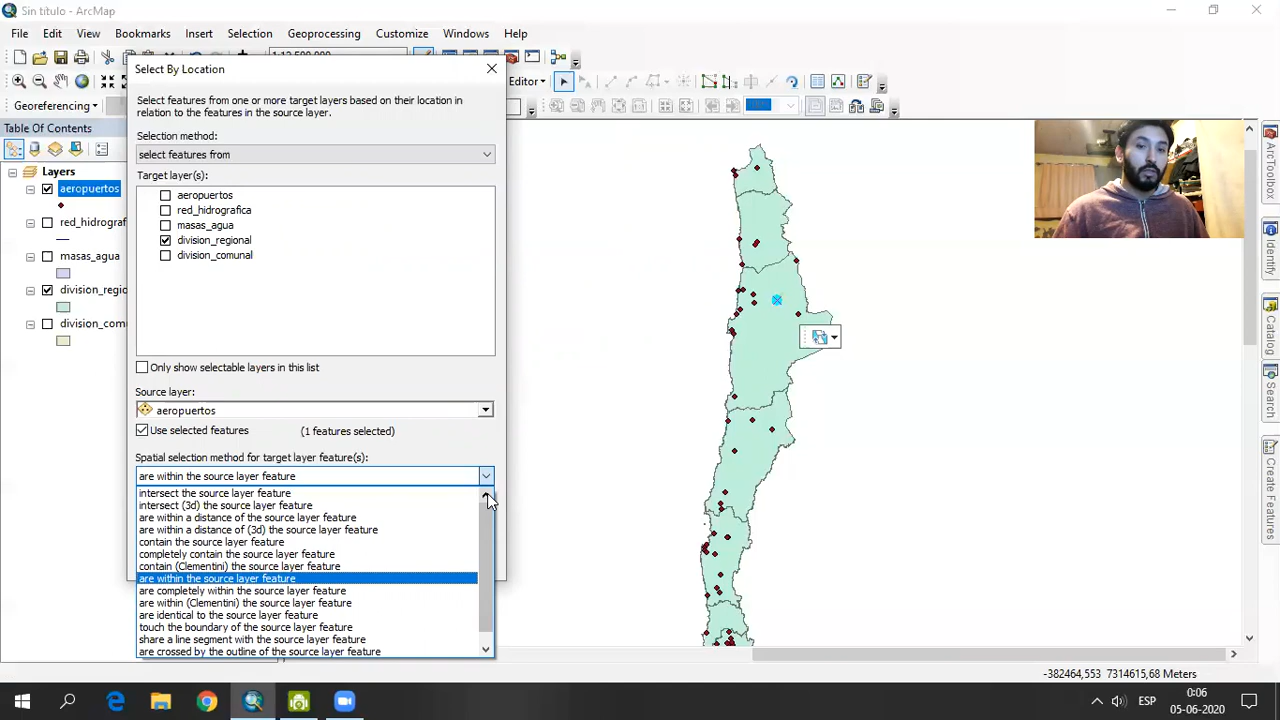 Sin título - ArcMap
File Edit View Bookmarks Insert Selection Geoprocessing Customize Windows Help
Editor
Georeferencing
Table Of Contents
Layers
aeropuertos
red_hidrograf
masas_agua
division_regio
division_comu
Select By Location
Select features from one or more target layers based on their location in
relation to the features in the source layer.
Selection method:
select features from
Target layer(s):
aeropuertos
red_hidrografica
masas_agua
division_regional
division_comunal
Only show selectable layers in this list
Source layer:
aeropuertos
Use selected features (1 features selected)
Spatial selection method for target layer feature(s):
are within the source layer feature
intersect the source layer feature
intersect (3d) the source layer feature
are within a distance of the source layer feature
are within a distance of (3d) the source layer feature
contain the source layer feature
completely contain the source layer feature
contain (Clementini) the source layer feature
are within the source layer feature
are completely within the source layer feature
are within (Clementini) the source layer feature
are identical to the source layer feature
touch the boundary of the source layer feature
share a line segment with the source layer feature
are crossed by the outline of the source layer feature
ArcToolbox
Identify
Catalog
Search
Create Features
-382464,553 7314615,68 Meters
ESP
0:06
05-06-2020